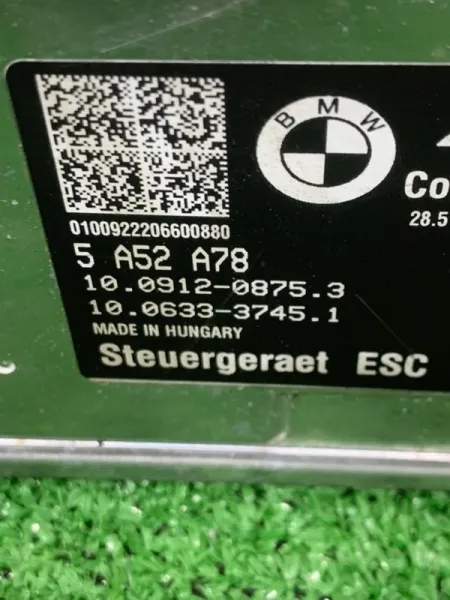 BMW
Co
28.5
0100922206600880
5 A52 A78
10.0912-0875.3
10.0633-3745.1
MADE IN HUNGARY
Steuergeraet ESC